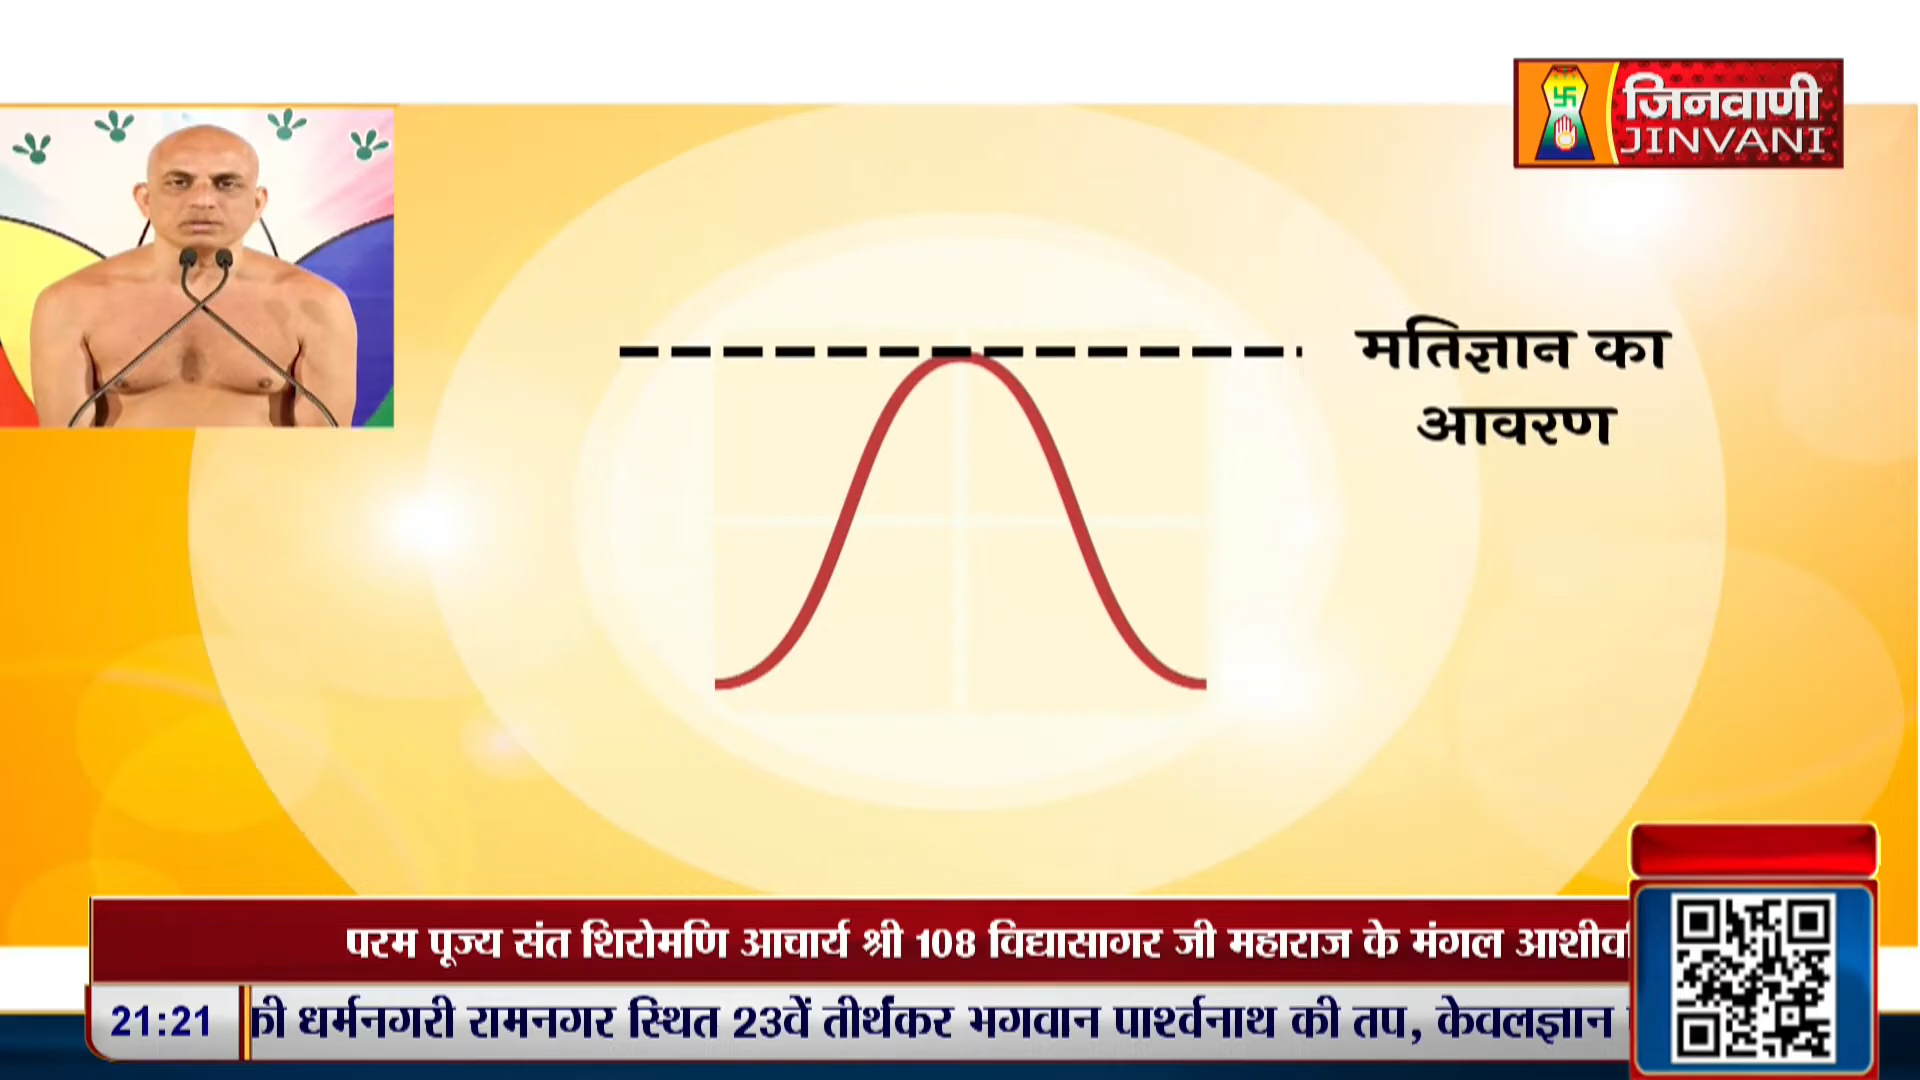 जिनवाणी
JINVANI
मतिज्ञान का
आवरण
परम पूज्य संत शिरोमणि आचार्य श्री 108 विद्यासागर जी महाराज के मंगल
21:21
की धर्मनगरी रामनगर स्थित 23वें तीर्थंकर भगवान पार्श्वनाथ की तप, केवलज्ञान